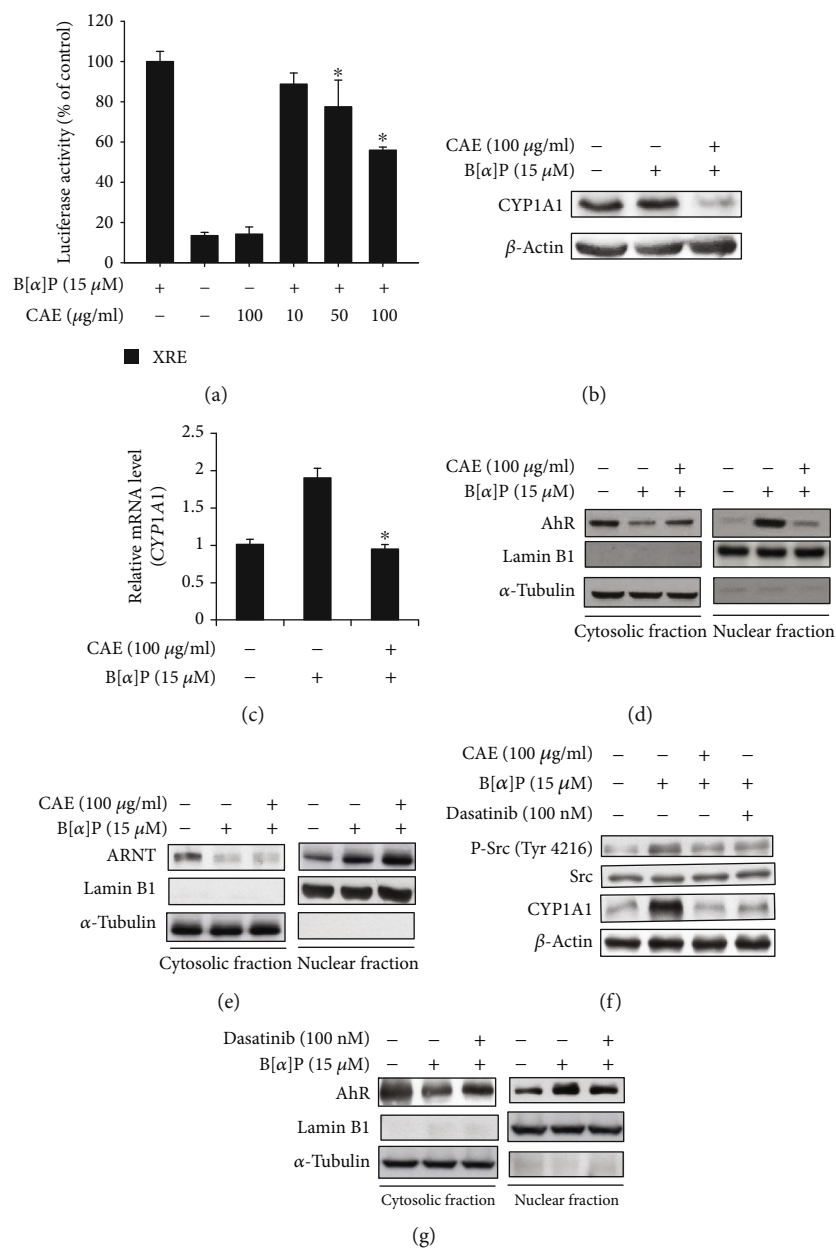 120
100
80
60
40
20
0
Luciferase activity (% of control)
* *
B[α]P (15 μM) + − − + + +
CAE (μg/ml) − − 100 10 50 100
XRE
(a)
CAE (100 μg/ml) − − +
B[α]P (15 μM) − + +
CYP1A1
β-Actin
(b)
2.5
2
1.5
1
0.5
0
Relative mRNA level
(CYP1A1)
*
CAE (100 μg/ml) − − +
B[α]P (15 μM) − + +
(c)
CAE (100 μg/ml) − − + − − +
B[α]P (15 μM) − + + − + +
AhR
Lamin B1
α-Tubulin
Cytosolic fraction Nuclear fraction
(d)
CAE (100 μg/ml) − − + − − +
B[α]P (15 μM) − + + − + +
ARNT
Lamin B1
α-Tubulin
Cytosolic fraction Nuclear fraction
(e)
CAE (100 μg/ml) − − + −
B[α]P (15 μM) − + + +
Dasatinib (100 nM) − − − +
P-Src (Tyr 4216)
Src
CYP1A1
β-Actin
(f)
Dasatinib (100 nM) − − + − − +
B[α]P (15 μM) − + + − + +
AhR
Lamin B1
α-Tubulin
Cytosolic fraction Nuclear fraction
(g)